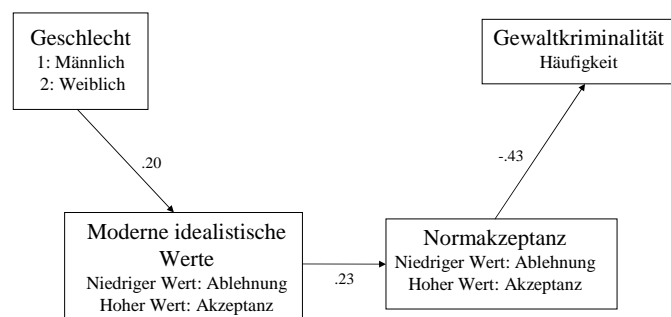 Geschlecht
1: Männlich
2: Weiblich
Gewaltkriminalität
Häufigkeit
.20
-.43
Moderne idealistische
Werte
Niedriger Wert: Ablehnung
Hoher Wert: Akzeptanz
.23
Normakzeptanz
Niedriger Wert: Ablehnung
Hoher Wert: Akzeptanz